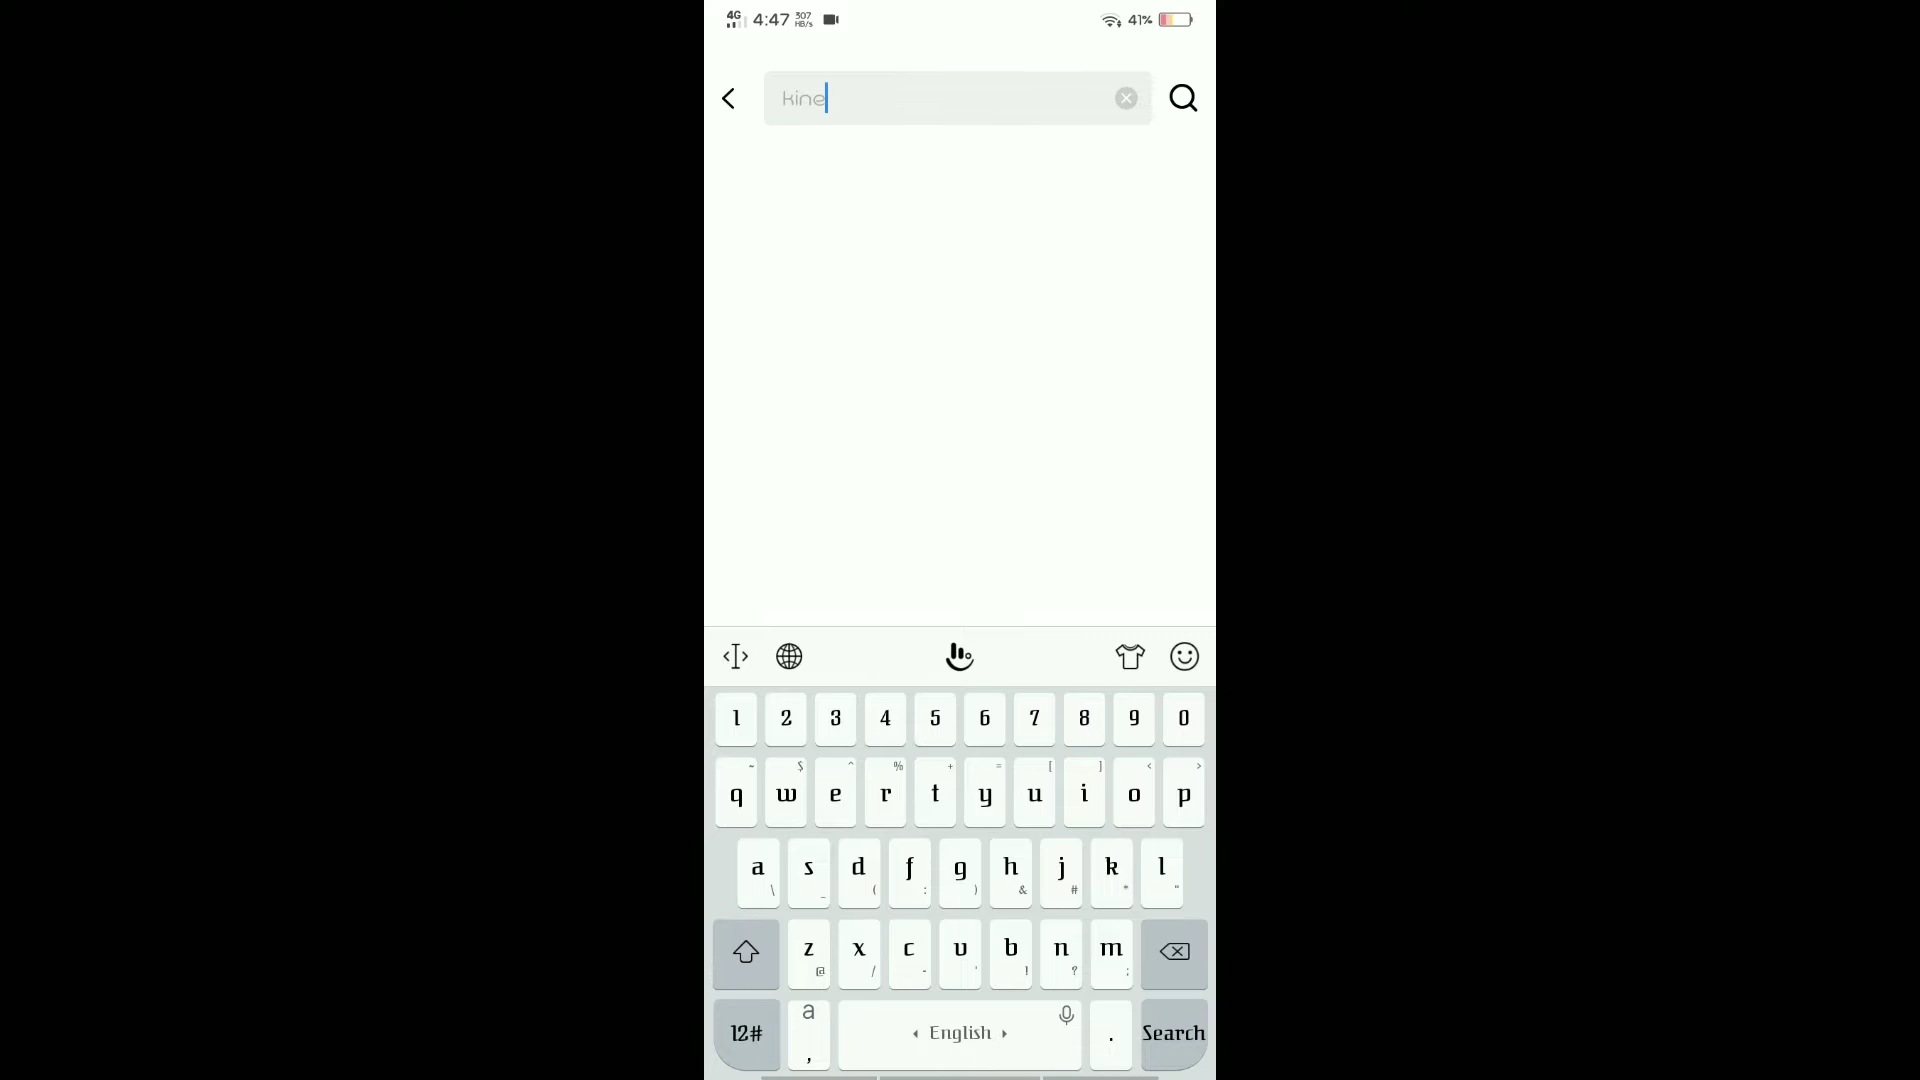 4G 4:47 307 HB/s 41%
kine
1 2 3 4 5 6 7 8 9 0
~ $ ^ % + = [ ] < >
q w e r t y u i o p
a s d f g h j k l
\ _ ( : ) & # * "
z x c v b n m
@ / - ' ! ? ;
12# a , English . Search